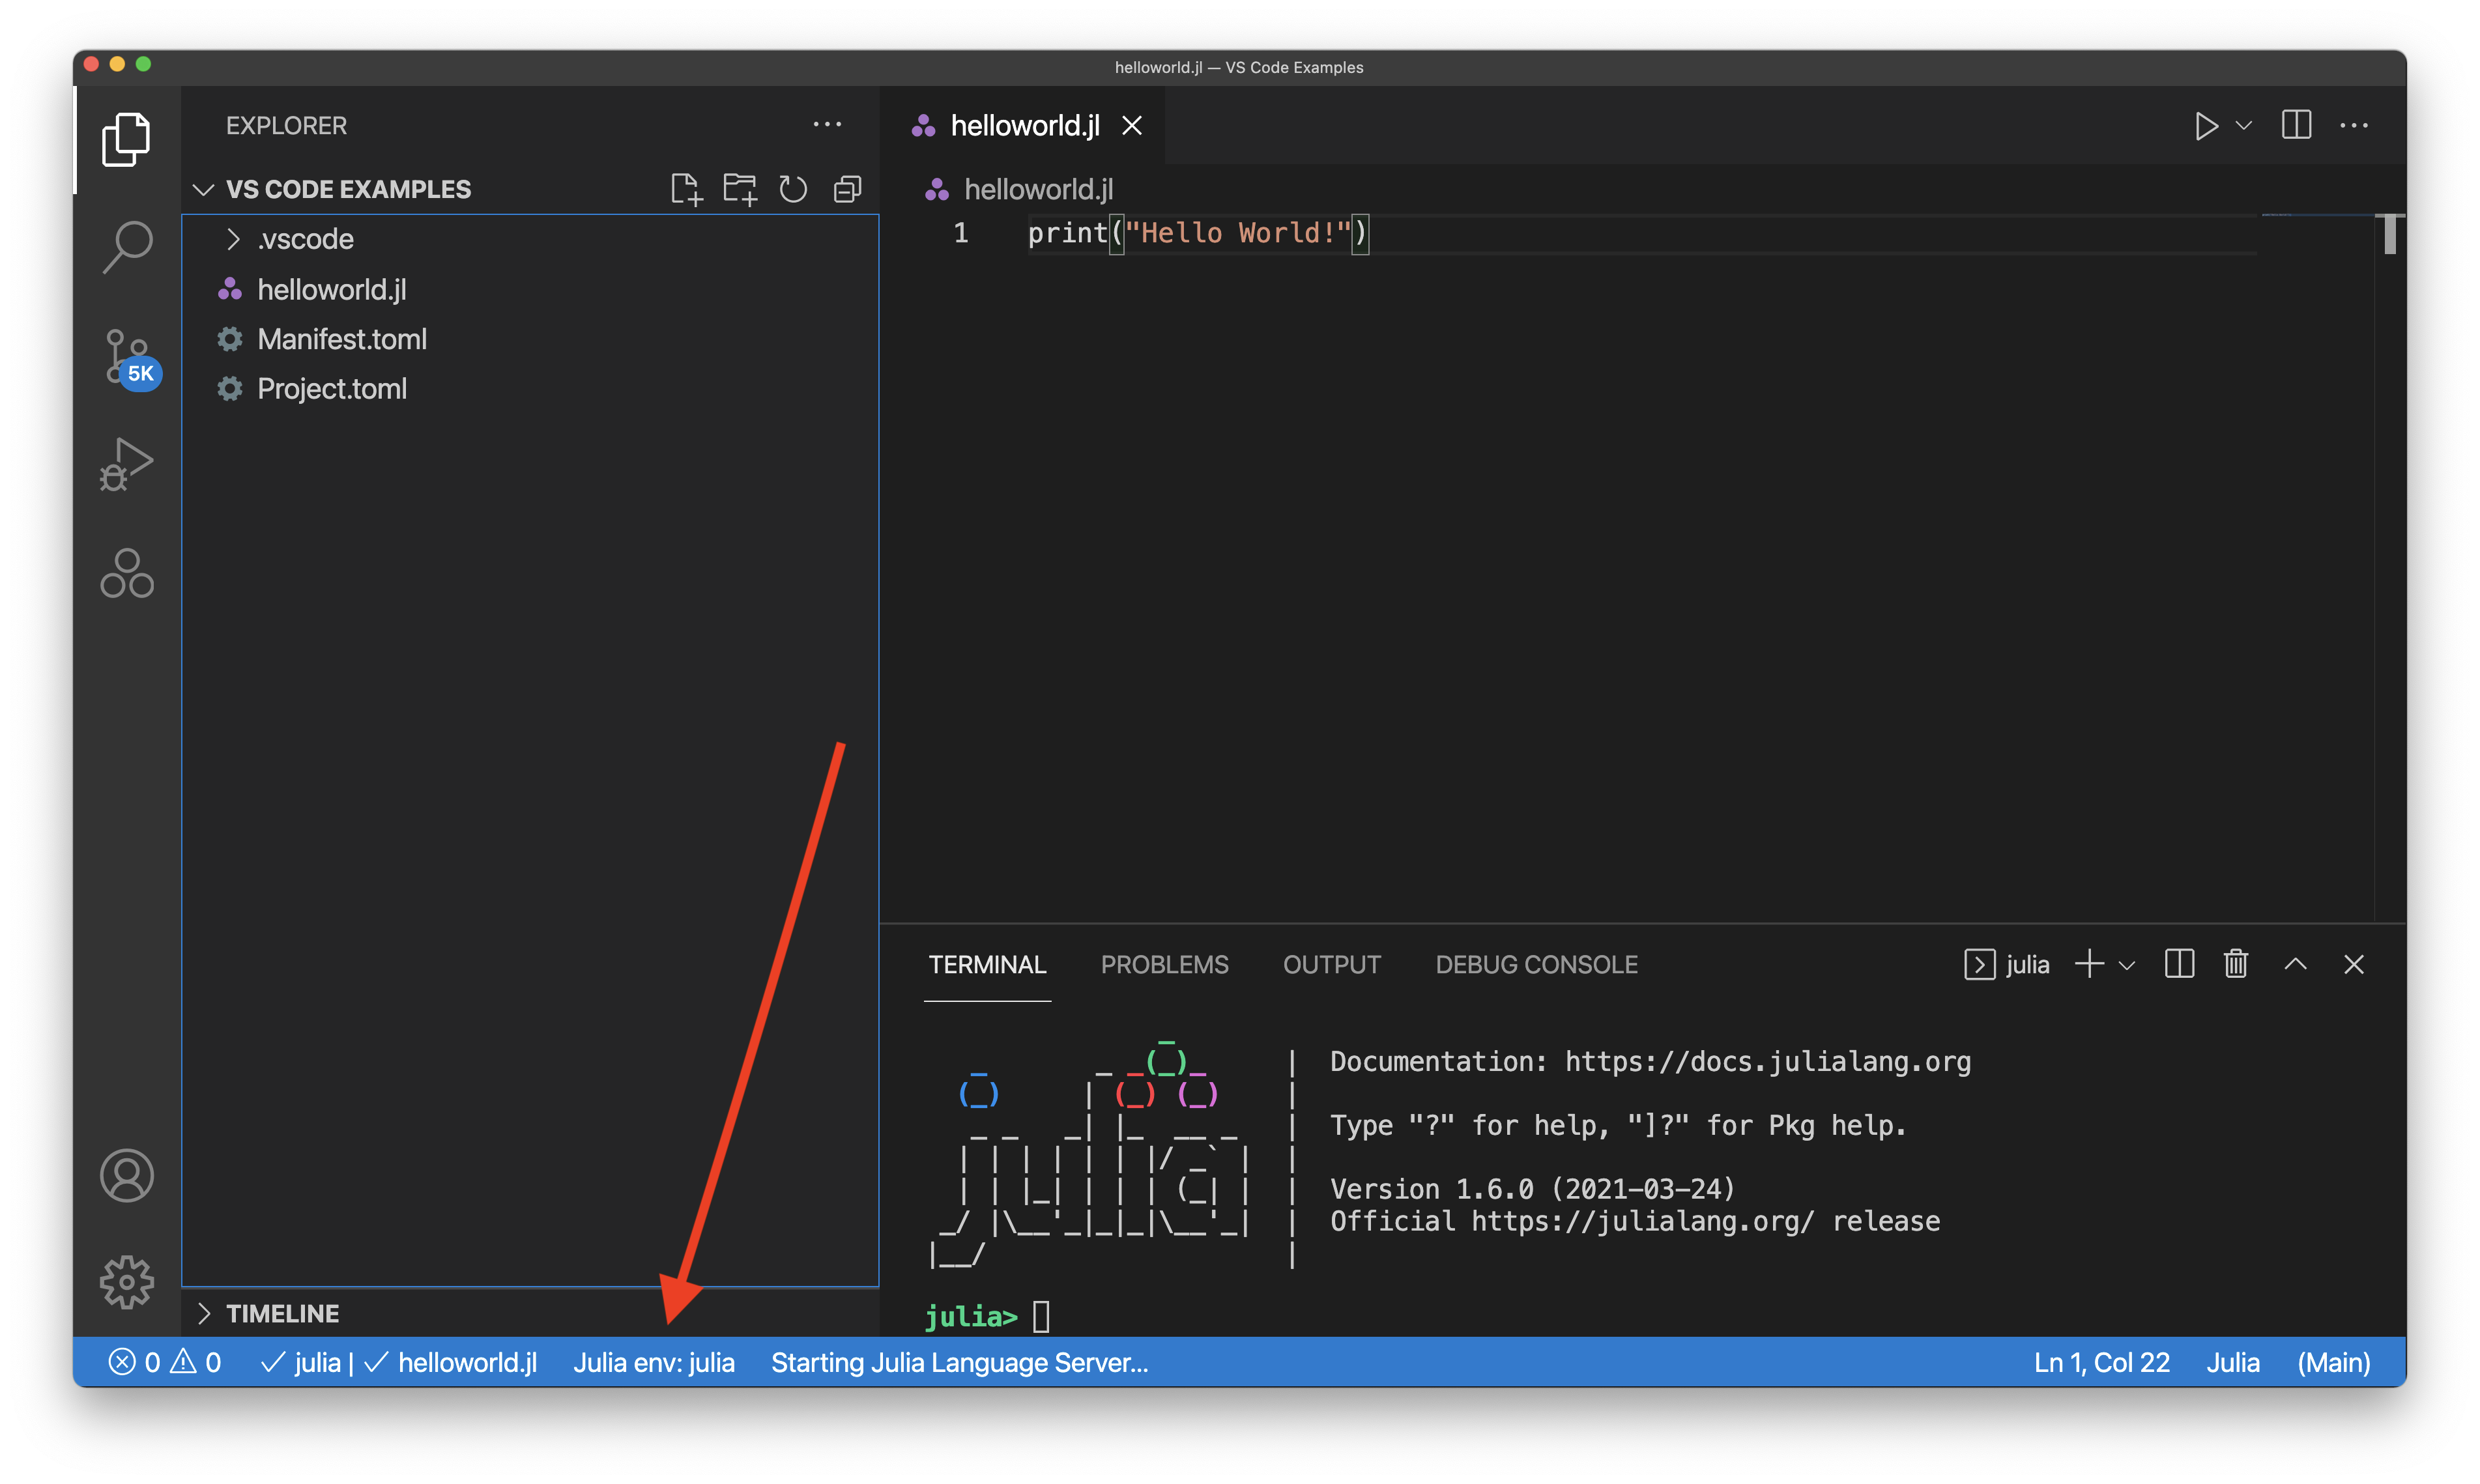 helloworld.jl — VS Code Examples
EXPLORER
VS CODE EXAMPLES
.vscode
helloworld.jl
Manifest.toml
Project.toml
5K
TIMELINE
helloworld.jl
helloworld.jl
1 print("Hello World!")
TERMINAL PROBLEMS OUTPUT DEBUG CONSOLE julia
Documentation: https://docs.julialang.org
Type "?" for help, "]?" for Pkg help.
Version 1.6.0 (2021-03-24)
Official https://julialang.org/ release
julia>
0 0 julia | helloworld.jl Julia env: julia Starting Julia Language Server... Ln 1, Col 22 Julia (Main)